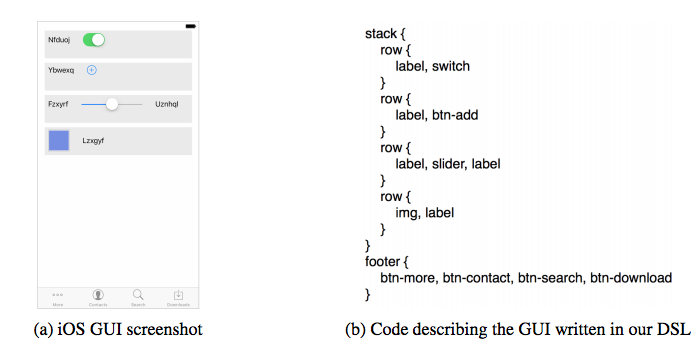 Nfduoj
Ybwexq
Fzxyrf Uznhql
Lzxgyf
More Contacts Search Downloads
(a) iOS GUI screenshot
stack {
row {
label, switch
}
row {
label, btn-add
}
row {
label, slider, label
}
row {
img, label
}
}
footer {
btn-more, btn-contact, btn-search, btn-download
}
(b) Code describing the GUI written in our DSL